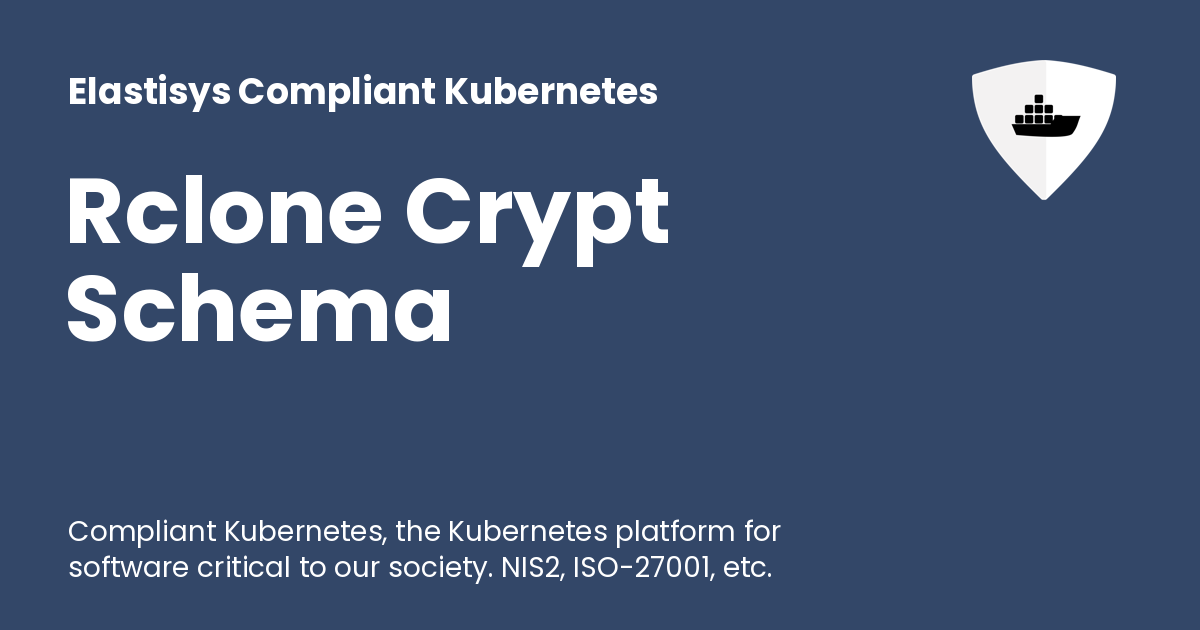 Elastisys Compliant Kubernetes
Rclone Crypt
Schema
Compliant Kubernetes, the Kubernetes platform for
software critical to our society. NIS2, ISO-27001, etc.